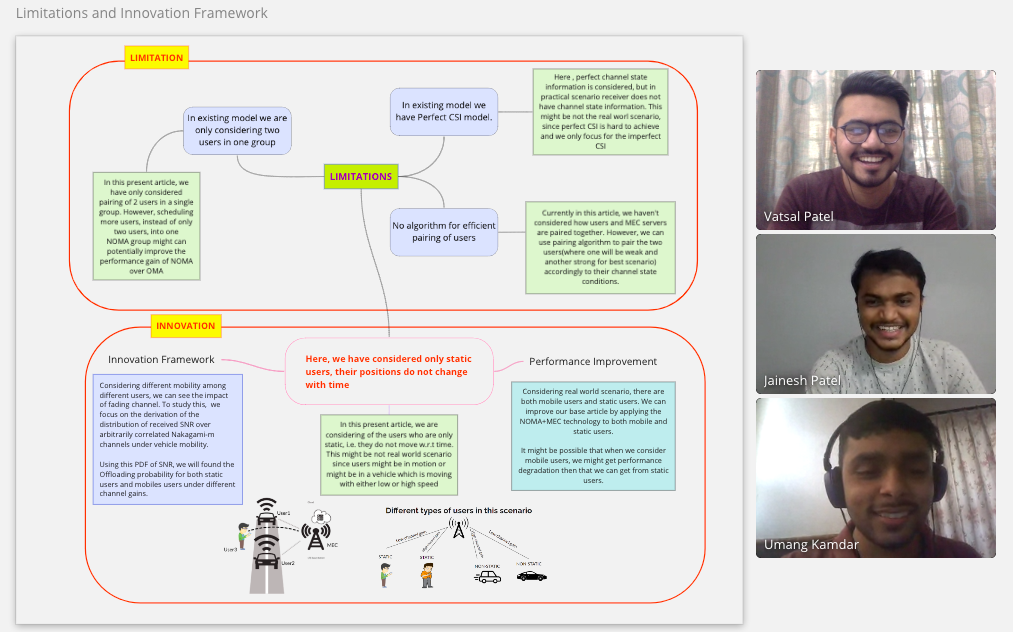 Limitations and Innovation Framework
LIMITATION
In existing model we are
only considering two
users in one group
In this present article, we
have only considered
pairing of 2 users in a single
group. However, scheduling
more users, instead of only
two users, into one
NOMA group might can
potentially improve the
performance gain of NOMA
over OMA
LIMITATIONS
In existing model we
have Perfect CSI model.
Here , perfect channel state
information is considered, but in
practical scenario receiver does not
have channel state information. This
might be not the real worl scenario,
since perfect CSI is hard to achieve
and we only focus for the imperfect
CSI
No algorithm for efficient
pairing of users
Currently in this article, we haven't
considered how users and MEC servers
are paired together. However, we can
use pairing algorithm to pair the two
users(where one will be weak and
another strong for best scenario)
accordingly to their channel state
conditions.
INNOVATION
Innovation Framework
Considering different mobility among
different users, we can see the impact
of fading channel. To study this, we
focus on the derivation of the
distribution of received SNR over
arbitrarily correlated Nakagami-m
channels under vehicle mobility.
Using this PDF of SNR, we will found the
Offloading probability for both static
users and mobiles users under different
channel gains.
Here, we have considered only static
users, their positions do not change
with time
In this present article, we are
considering of the users who are only
static, i.e. they do not move w.r.t time.
This might be not real world scenario
since users might be in motion or
might be in a vehicle which is moving
with either low or high speed
Performance Improvement
Considering real world scenario, there are
both mobile users and static users. We can
improve our base article by applying the
NOMA+MEC technology to both mobile and
static users.
It might be possible that when we consider
mobile users, we might get performance
degradation then that we can get from static
users.
User1
User3
MEC
User2
Different types of users in this scenario
STATIC
STATIC
NON-STATIC
NON STATIC
Vatsal Patel
Jainesh Patel
Umang Kamdar